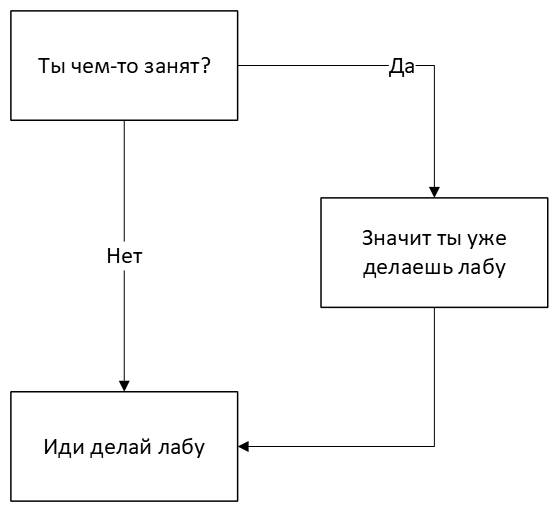 Ты чем-то занят?
Да
Значит ты уже
делаешь лабу
Нет
Иди делай лабу